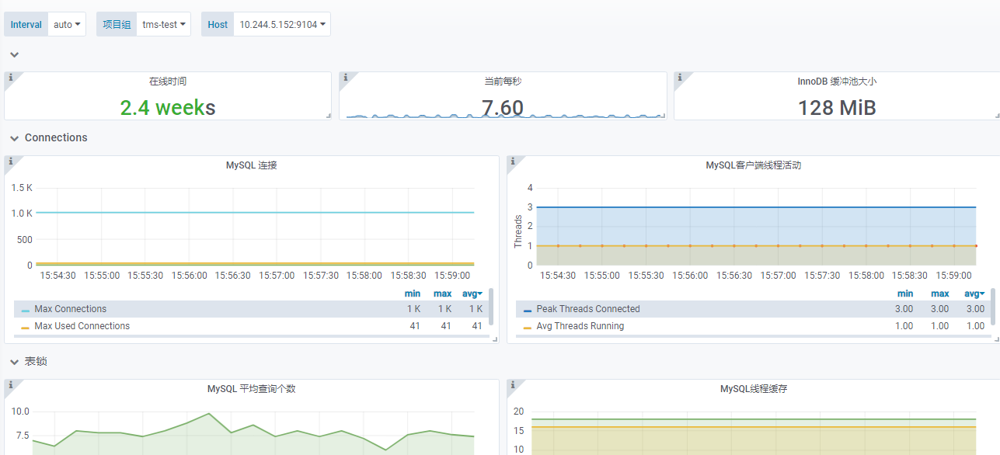 Interval auto 项目组 tms-test Host 10.244.5.152:9104
在线时间 当前每秒 InnoDB 缓冲池大小
2.4 weeks 7.60 128 MiB
Connections
MySQL 连接
1.5 K
1.0 K
500
0
15:54:30 15:55:00 15:55:30 15:56:00 15:56:30 15:57:00 15:57:30 15:58:00 15:58:30 15:59:00
min max avg
Max Connections 1 K 1 K 1 K
Max Used Connections 41 41 41
MySQL客户端线程活动
Threads
4
3
2
1
0
15:54:30 15:55:00 15:55:30 15:56:00 15:56:30 15:57:00 15:57:30 15:58:00 15:58:30 15:59:00
min max avg
Peak Threads Connected 3.00 3.00 3.00
Avg Threads Running 1.00 1.00 1.00
表锁
MySQL 平均查询个数
10.0
7.5
MySQL线程缓存
20
15
10